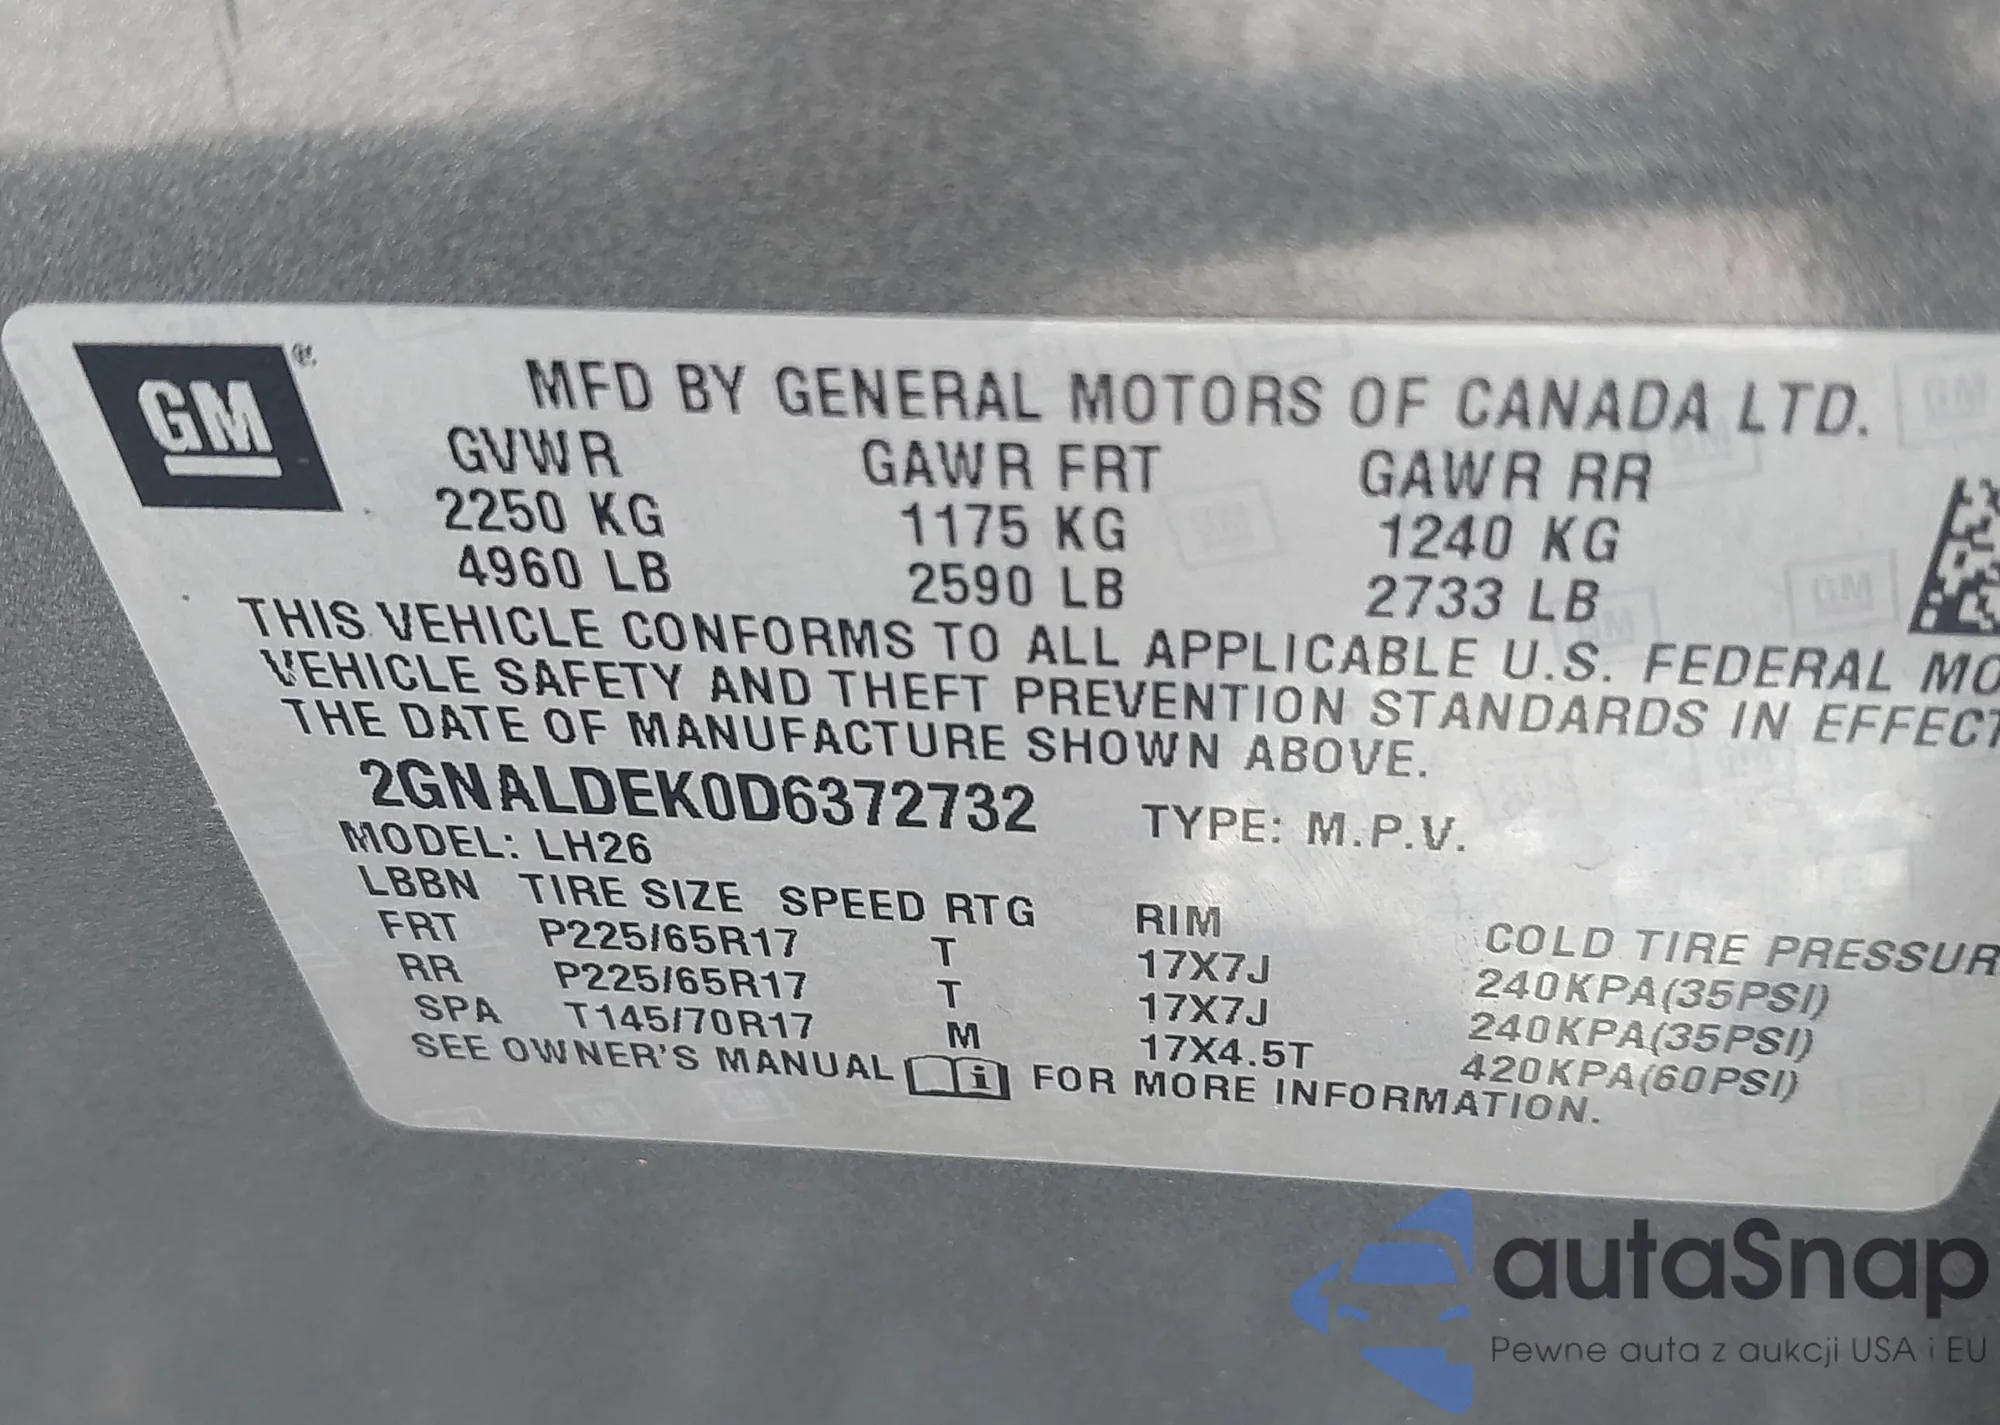 GM®
MFD BY GENERAL MOTORS OF CANADA LTD.
GVWR GAWR FRT GAWR RR
2250 KG 1175 KG 1240 KG
4960 LB 2590 LB 2733 LB
THIS VEHICLE CONFORMS TO ALL APPLICABLE U.S. FEDERAL MO
VEHICLE SAFETY AND THEFT PREVENTION STANDARDS IN EFFECT
THE DATE OF MANUFACTURE SHOWN ABOVE.
2GNALDEK0D6372732 TYPE: M.P.V.
MODEL: LH26
LBBN TIRE SIZE SPEED RTG RIM COLD TIRE PRESSUR
FRT P225/65R17 T 17X7J 240KPA(35PSI)
RR P225/65R17 T 17X7J 240KPA(35PSI)
SPA T145/70R17 M 17X4.5T 420KPA(60PSI)
SEE OWNER'S MANUAL i FOR MORE INFORMATION.
autaSnap
Pewne auta z aukcji USA i EU